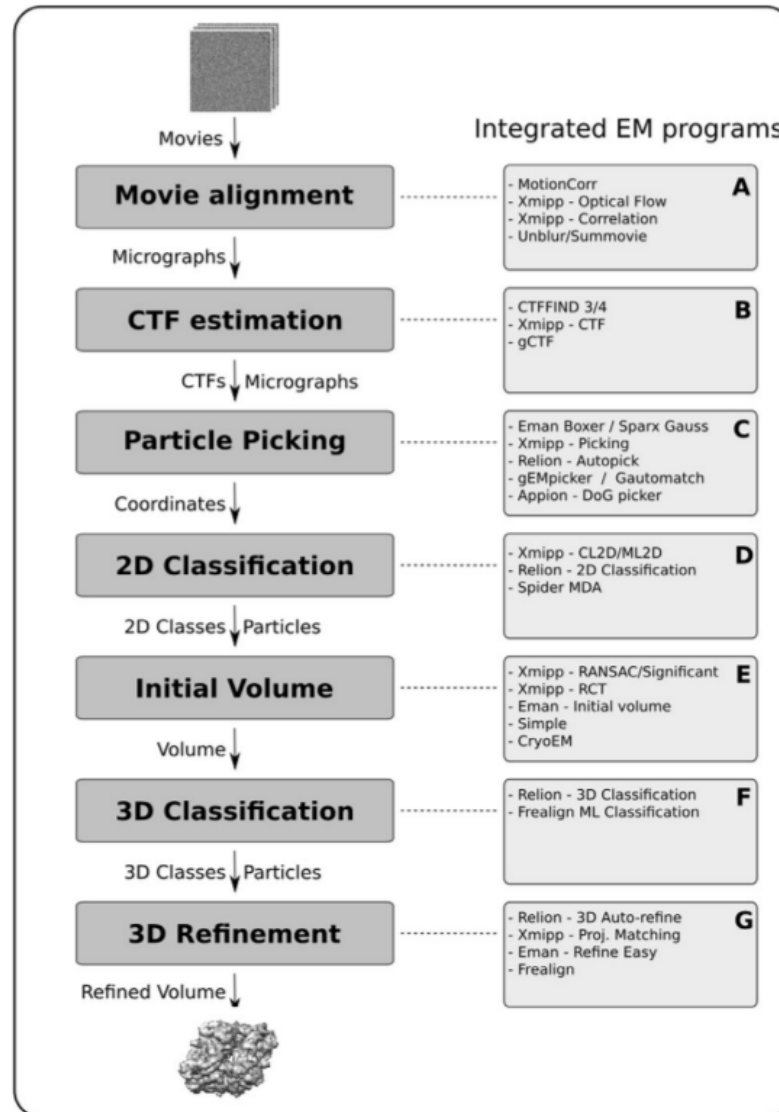 Movies
Integrated EM programs
Movie alignment
A
- MotionCorr
- Xmipp - Optical Flow
- Xmipp - Correlation
- Unblur/Summovie
Micrographs
CTF estimation
B
- CTFFIND 3/4
- Xmipp - CTF
- gCTF
CTFs Micrographs
Particle Picking
C
- Eman Boxer / Sparx Gauss
- Xmipp - Picking
- Relion - Autopick
- gEMpicker / Gautomatch
- Appion - DoG picker
Coordinates
2D Classification
D
- Xmipp - CL2D/ML2D
- Relion - 2D Classification
- Spider MDA
2D Classes Particles
Initial Volume
E
- Xmipp - RANSAC/Significant
- Xmipp - RCT
- Eman - Initial volume
- Simple
- CryoEM
Volume
3D Classification
F
- Relion - 3D Classification
- Frealign ML Classification
3D Classes Particles
3D Refinement
G
- Relion - 3D Auto-refine
- Xmipp - Proj. Matching
- Eman - Refine Easy
- Frealign
Refined Volume